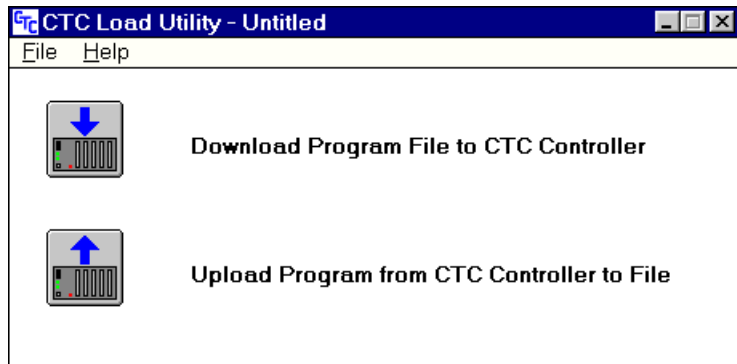 CTC CTC Load Utility - Untitled
File Help
Download Program File to CTC Controller
Upload Program from CTC Controller to File